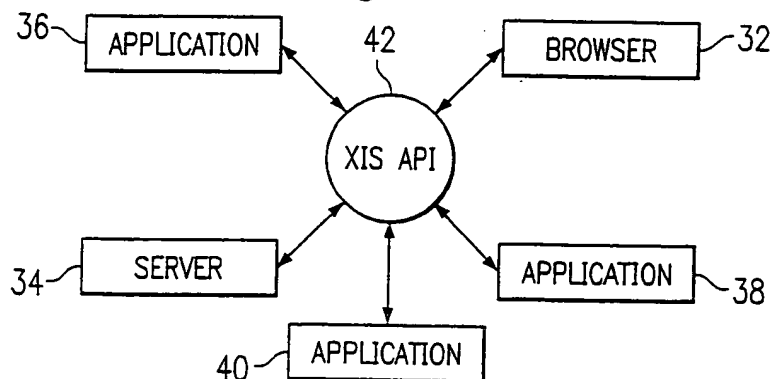 36
APPLICATION
42
BROWSER
32
XIS API
34
SERVER
APPLICATION
38
40
APPLICATION